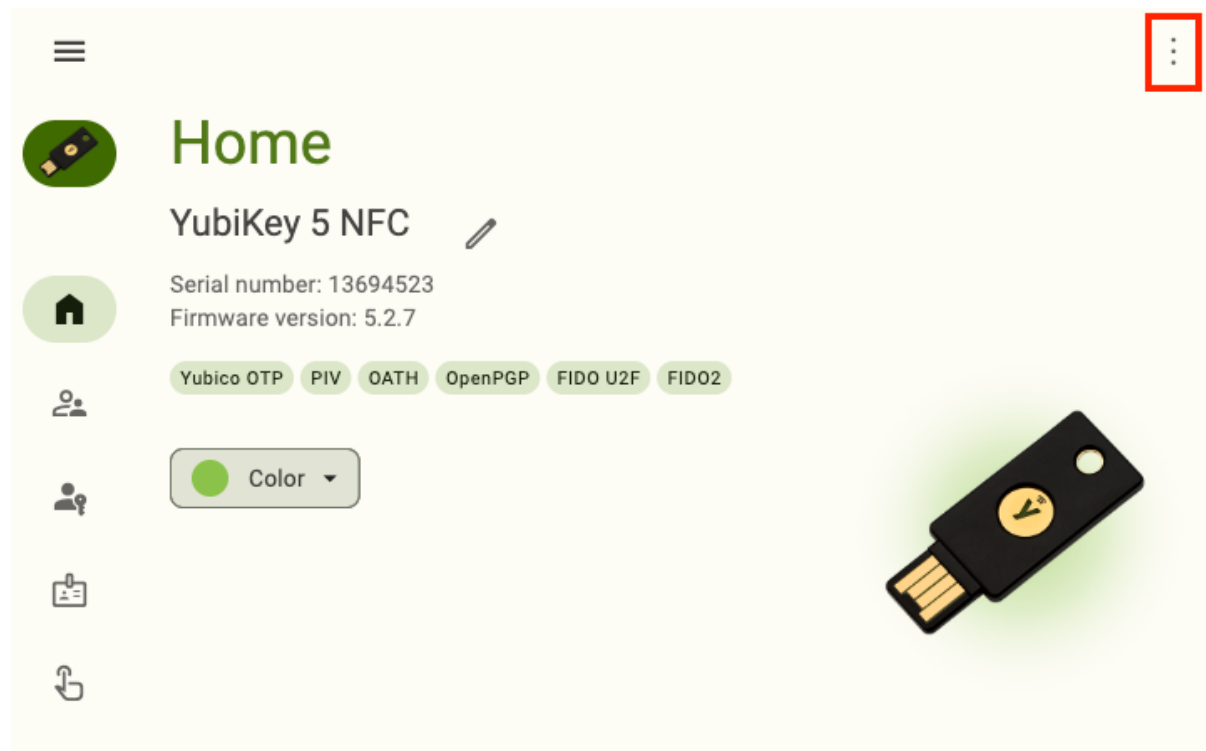 Home
YubiKey 5 NFC
Serial number: 13694523
Firmware version: 5.2.7
Yubico OTP PIV OATH OpenPGP FIDO U2F FIDO2
Color
y